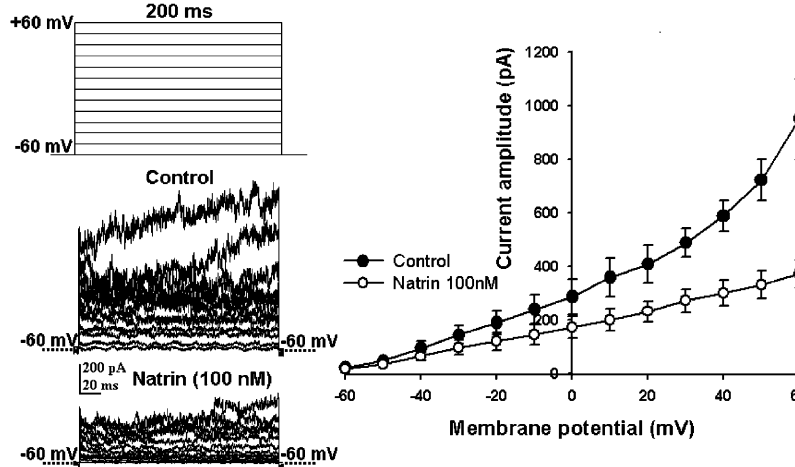 200 ms
+60 mV
-60 mV
Control
-60 mV
-60 mV
200 pA
20 ms
Natrin (100 nM)
-60 mV
-60 mV
Current amplitude (pA)
1200
1000
800
600
400
200
0
Control
Natrin 100nM
-60
-40
-20
0
20
40
60
Membrane potential (mV)